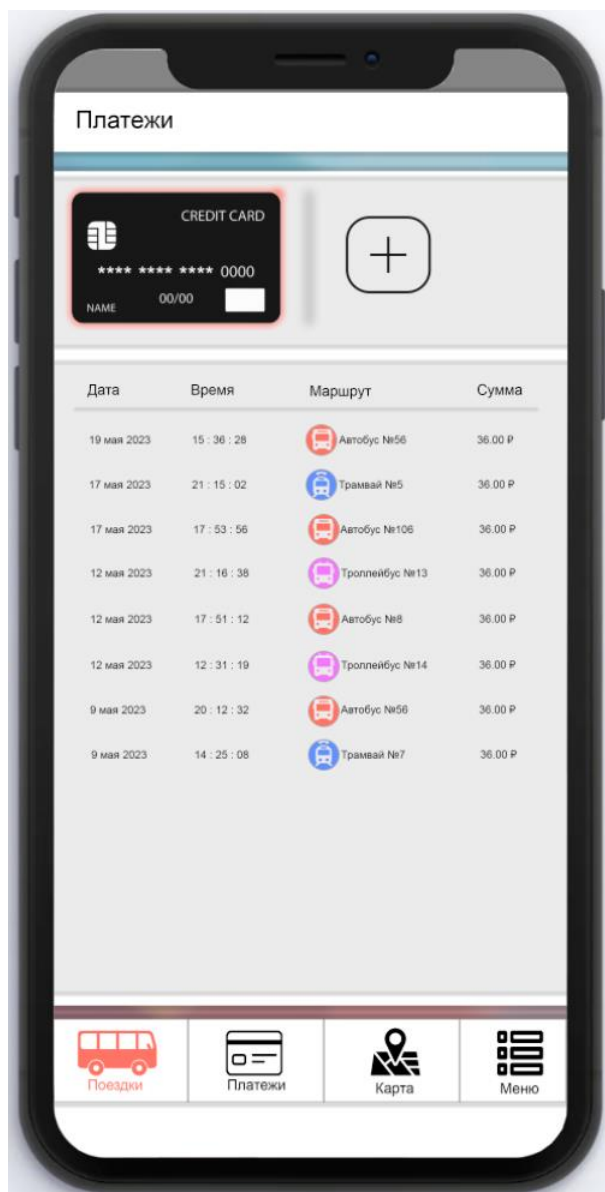 Платежи
CREDIT CARD
**** **** **** 0000
00/00
NAME
Дата Время Маршрут Сумма
19 мая 2023 15 : 36 : 28 Автобус №56 36.00 ₽
17 мая 2023 21 : 15 : 02 Трамвай №5 36.00 ₽
17 мая 2023 17 : 53 : 56 Автобус №106 36.00 ₽
12 мая 2023 21 : 16 : 38 Троллейбус №13 36.00 ₽
12 мая 2023 17 : 51 : 12 Автобус №8 36.00 ₽
12 мая 2023 12 : 31 : 19 Троллейбус №14 36.00 ₽
9 мая 2023 20 : 12 : 32 Автобус №56 36.00 ₽
9 мая 2023 14 : 25 : 08 Трамвай №7 36.00 ₽
Поездки Платежи Карта Меню